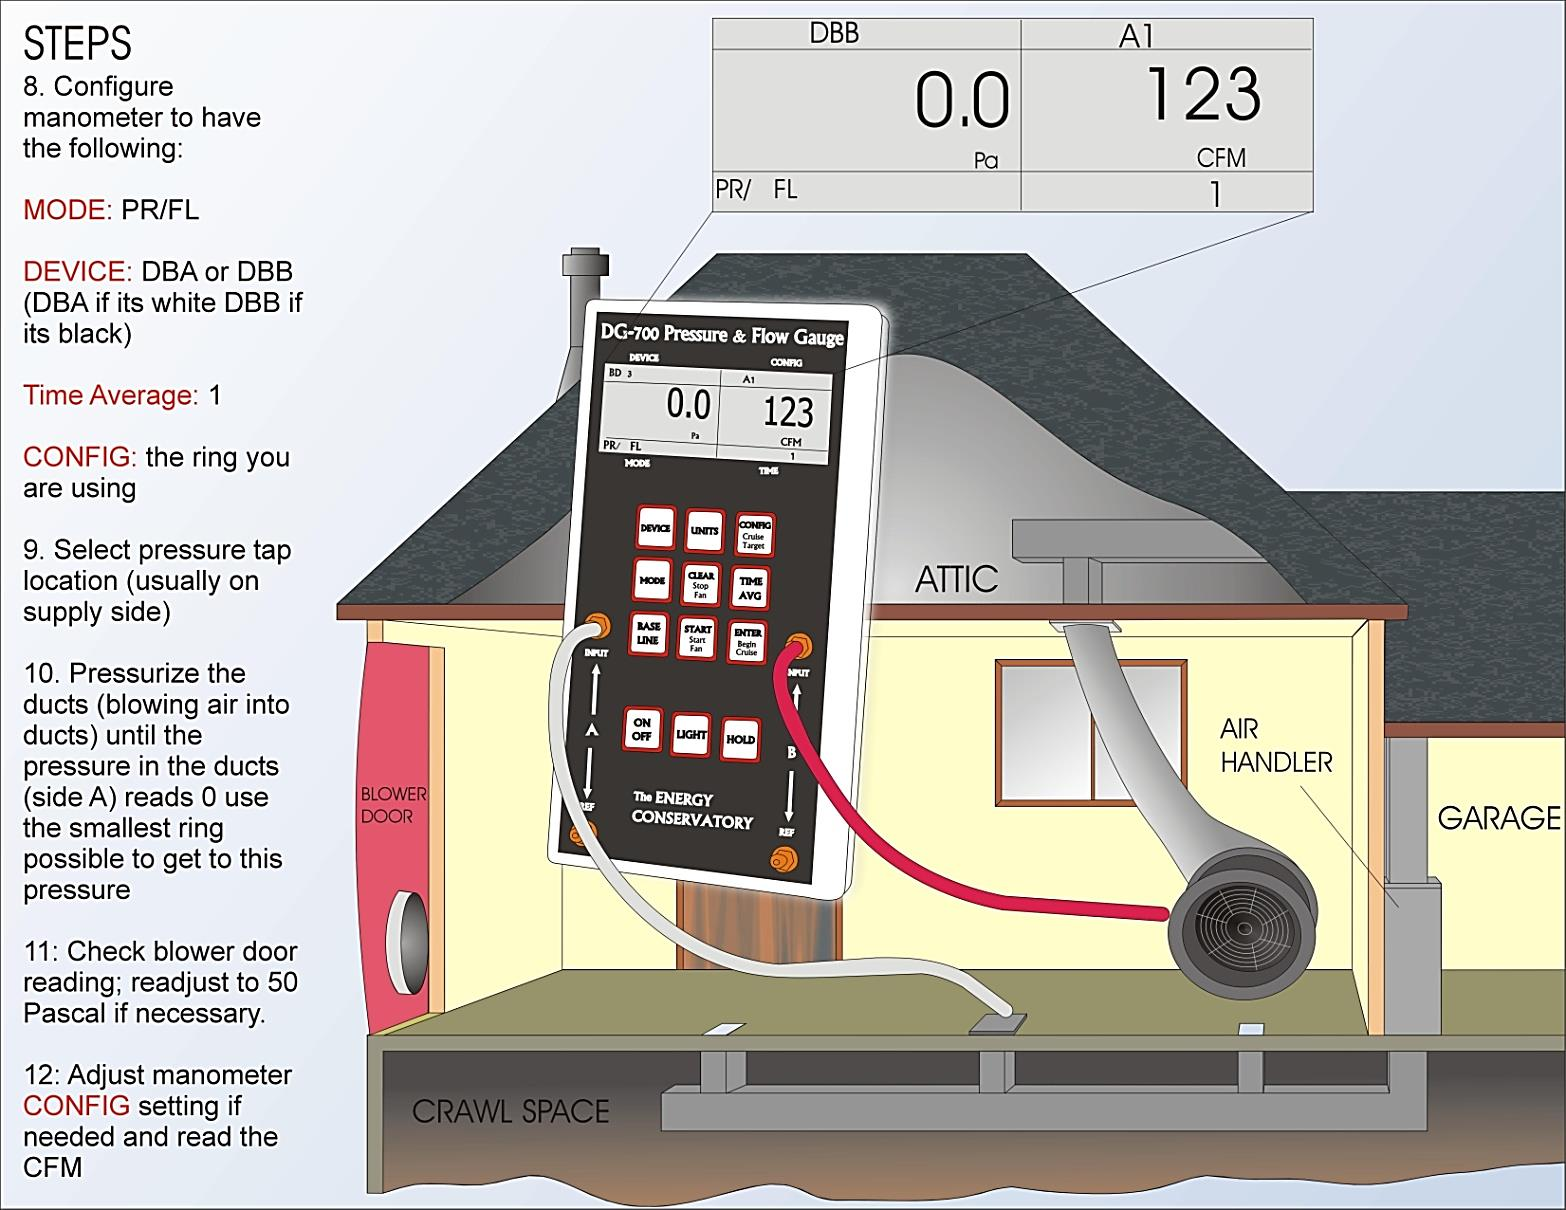 STEPS
8. Configure
manometer to have
the following:
MODE: PR/FL
DEVICE: DBA or DBB
(DBA if its white DBB if
its black)
Time Average: 1
CONFIG: the ring you
are using
9. Select pressure tap
location (usually on
supply side)
10. Pressurize the
ducts (blowing air into
ducts) until the
pressure in the ducts
(side A) reads 0 use
the smallest ring
possible to get to this
pressure
11: Check blower door
reading; readjust to 50
Pascal if necessary.
12: Adjust manometer
CONFIG setting if
needed and read the
CFM
DBB A1
0.0 123
Pa CFM
PR/ FL 1
DG-700 Pressure & Flow Gauge
DEVICE CONFIG
BD 3 A1
0.0 123
Pa CFM
PR/ FL 1
MODE TIME
DEVICE
UNITS
CONFIG
Cruise
Target
MODE
CLEAR
Stop
Fan
TIME
AVG
BASE
LINE
START
Start
Fan
ENTER
Begin
Cruise
INPUT
A
REF
INPUT
B
REF
ON
OFF
LIGHT
HOLD
The ENERGY
CONSERVATORY
ATTIC
AIR
HANDLER
GARAGE
BLOWER
DOOR
CRAWL SPACE